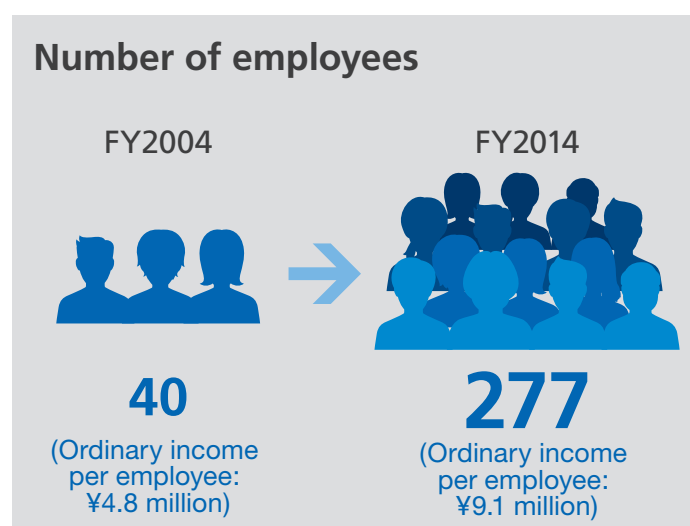 Number of employees
FY2004
40
(Ordinary income
per employee:
¥4.8 million)
FY2014
277
(Ordinary income
per employee:
¥9.1 million)